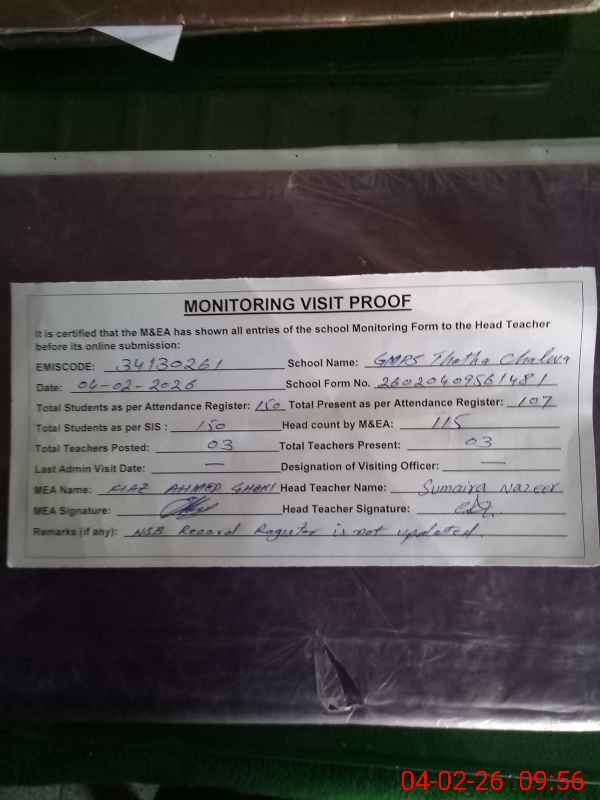 MONITORING VISIT PROOF
It is certified that the M&EA has shown all entries of the school Monitoring Form to the Head Teacher
before its online submission:
EMISCODE: 34130261 School Name: GMPS Thatha Chalwa
Date: 04-02-2026 School Form No. 26020409561481
Total Students as per Attendance Register: 150 Total Present as per Attendance Register: 107
Total Students as per SIS : 150 Head count by M&EA: 115
Total Teachers Posted: 03 Total Teachers Present: 03
Last Admin Visit Date: — Designation of Visiting Officer: —
MEA Name: FIAZ AHMED GHANI Head Teacher Name: Sumaira Nazeer
MEA Signature: Head Teacher Signature:
Remarks (if any): NSB Record Register is not updated.
04-02-26 09:56